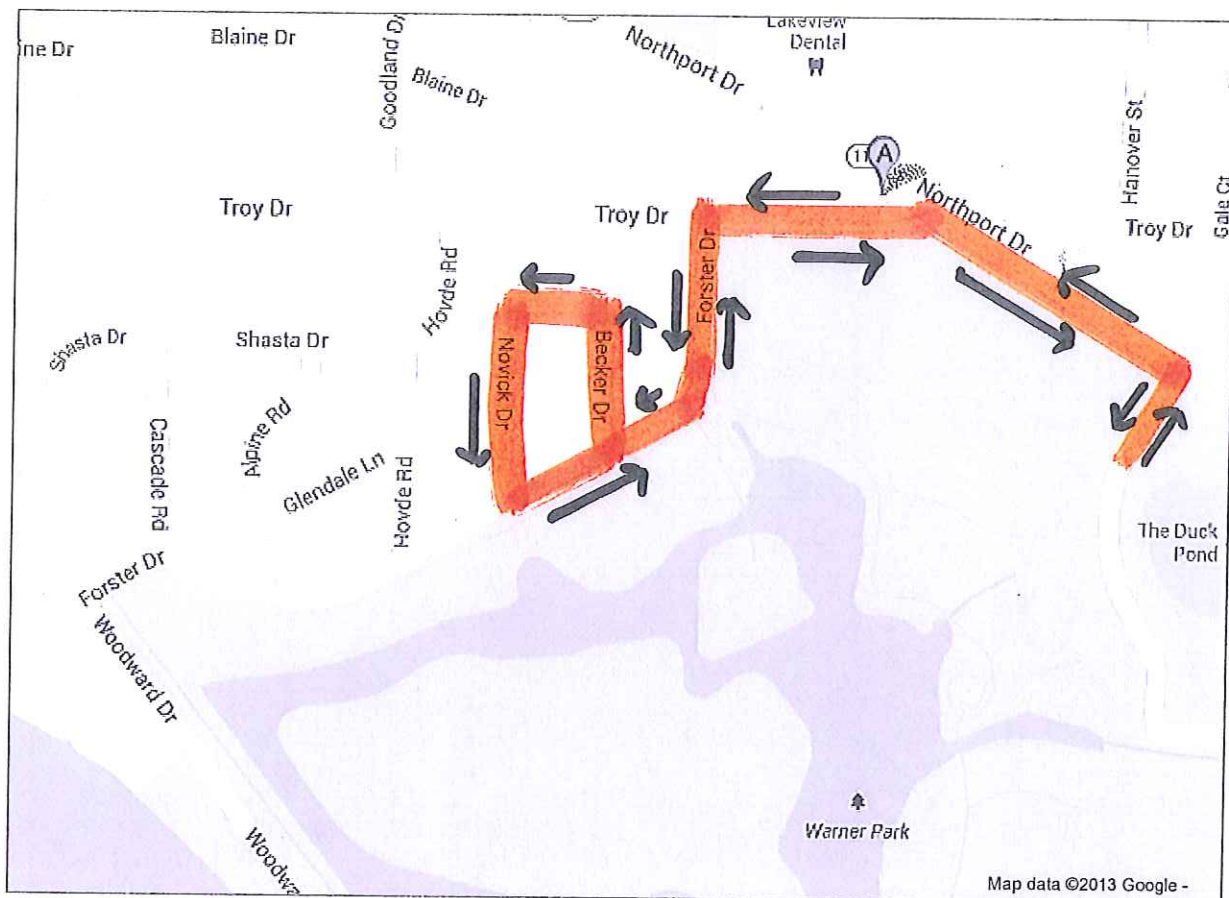 ine Dr
Blaine Dr
Goodland Dr
Blaine Dr
Northport Dr
Lakeview
Dental
Hanover St
11
A
Northport Dr
Troy Dr
Troy Dr
Troy Dr
Gale Ct
Hovde Rd
Forster Dr
Shasta Dr
Shasta Dr
Novick Dr
Becker Dr
Cascade Rd
Alpine Rd
Glendale Ln
Hovde Rd
The Duck
Pond
Forster Dr
Woodward Dr
Woodwa
Warner Park
Map data ©2013 Google -